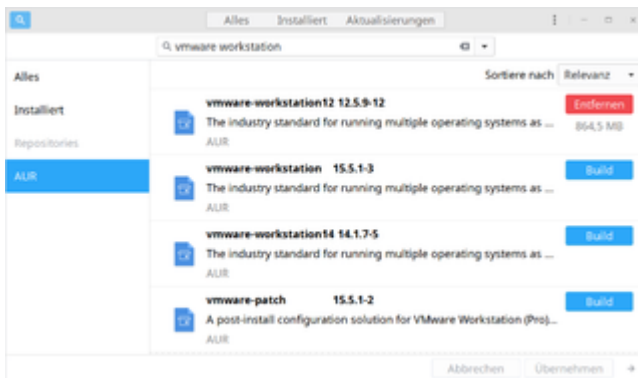 Alles Installiert Aktualisierungen
vmware workstation
Alles
Sortiere nach Relevanz
Installiert
Repositories
AUR
vmware-workstation12 12.5.9-12
Entfernen
The industry standard for running multiple operating systems as ...
864,5 MB
AUR
vmware-workstation 15.5.1-3
Build
The industry standard for running multiple operating systems as ...
AUR
vmware-workstation14 14.1.7-5
Build
The industry standard for running multiple operating systems as ...
AUR
vmware-patch 15.5.1-2
Build
A post-install configuration solution for VMware Workstation (Pro)...
AUR
Abbrechen Übernehmen